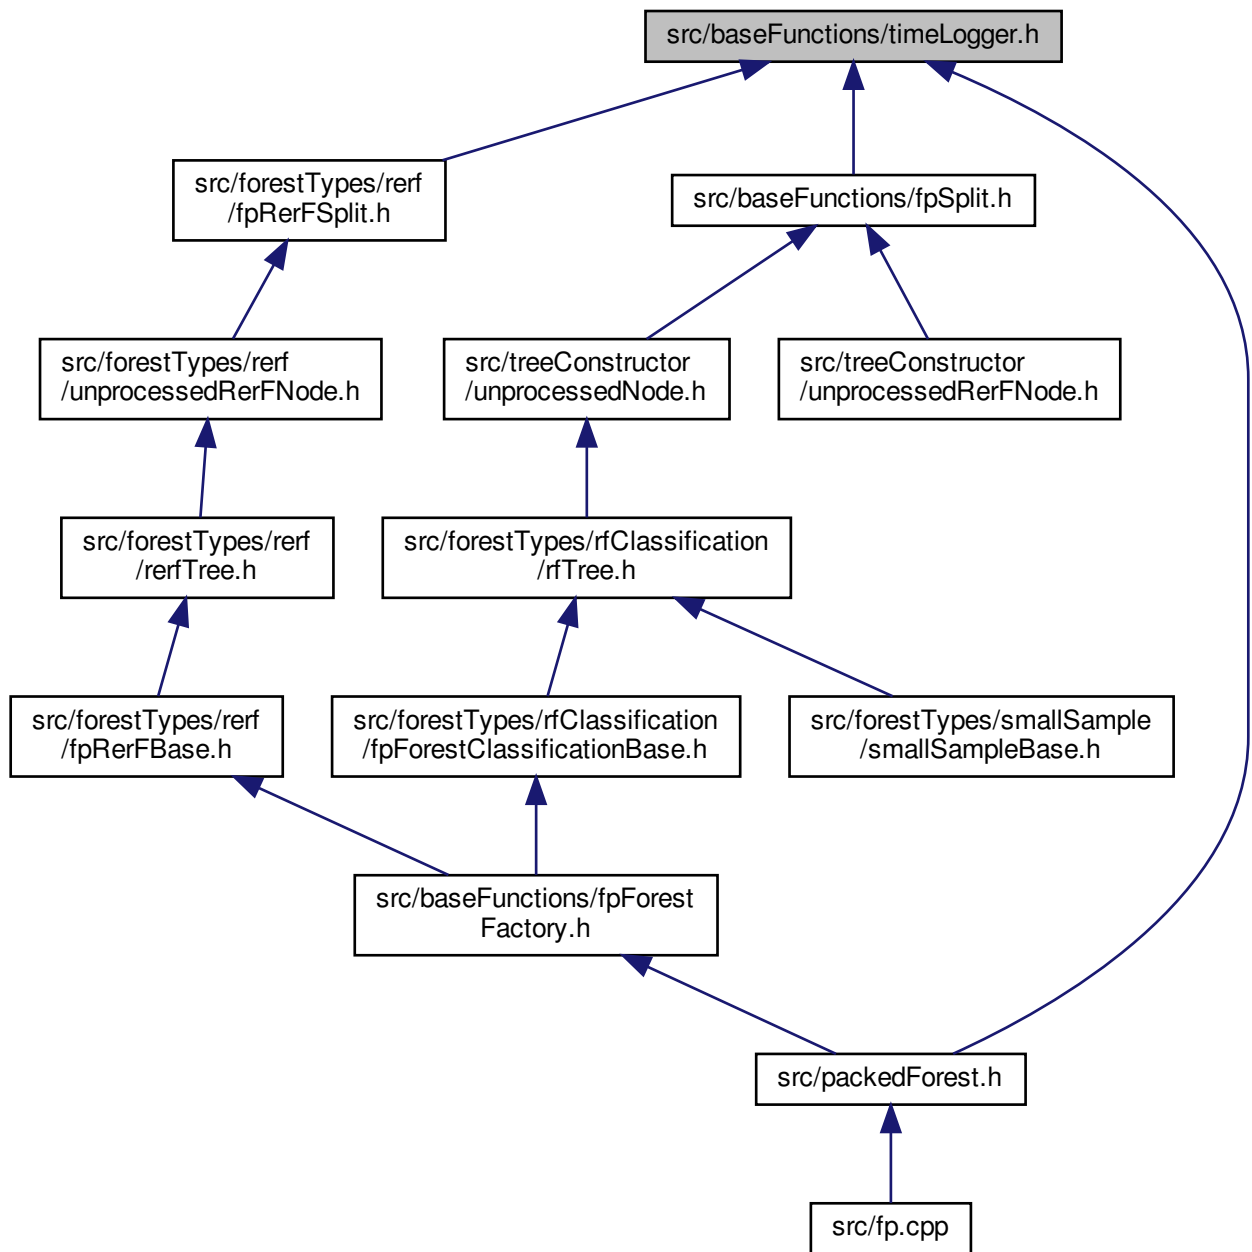 src/baseFunctions/timeLogger.h
src/forestTypes/rerf
/fpRerFSplit.h
src/baseFunctions/fpSplit.h
src/forestTypes/rerf
/unprocessedRerFNode.h
src/treeConstructor
/unprocessedNode.h
src/treeConstructor
/unprocessedRerFNode.h
src/forestTypes/rerf
/rerfTree.h
src/forestTypes/rfClassification
/rfTree.h
src/forestTypes/rerf
/fpRerFBase.h
src/forestTypes/rfClassification
/fpForestClassificationBase.h
src/forestTypes/smallSample
/smallSampleBase.h
src/baseFunctions/fpForest
Factory.h
src/packedForest.h
src/fp.cpp